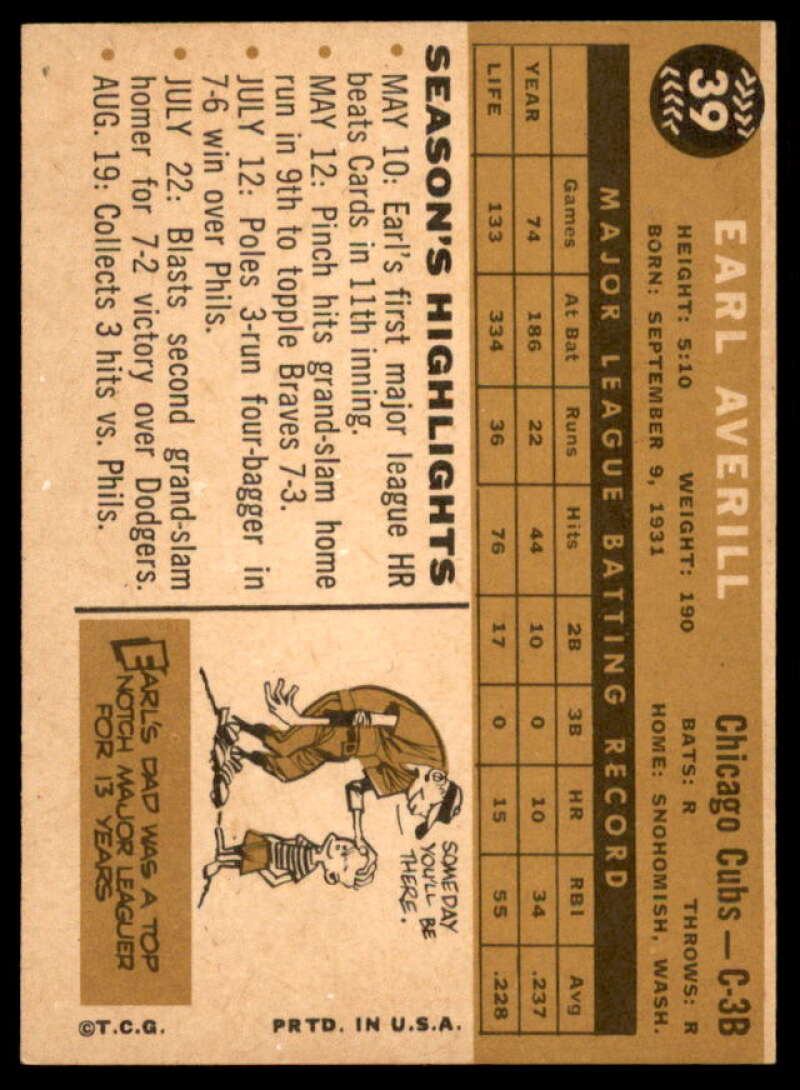 39
EARL AVERILL
Chicago Cubs — C-3B
HEIGHT: 5:10 WEIGHT: 190 BATS: R THROWS: R
BORN: SEPTEMBER 9, 1931 HOME: SNOHOMISH, WASH.
MAJOR LEAGUE BATTING RECORD
Games At Bat Runs Hits 2B 3B HR RBI Avg
YEAR 74 186 22 44 10 0 10 34 .237
LIFE 133 334 36 76 17 0 15 55 .228
SEASON'S HIGHLIGHTS
• MAY 10: Earl's first major league HR
beats Cards in 11th inning.
• MAY 12: Pinch hits grand-slam home
run in 9th to topple Braves 7-3.
• JULY 12: Poles 3-run four-bagger in
7-6 win over Phils.
• JULY 22: Blasts second grand-slam
homer for 7-2 victory over Dodgers.
• AUG. 19: Collects 3 hits vs. Phils.
SOMEDAY
YOU'LL BE
THERE.
EARL'S DAD WAS A TOP
NOTCH MAJOR LEAGUER
FOR 13 YEARS
©T.C.G. PRTD. IN U.S.A.